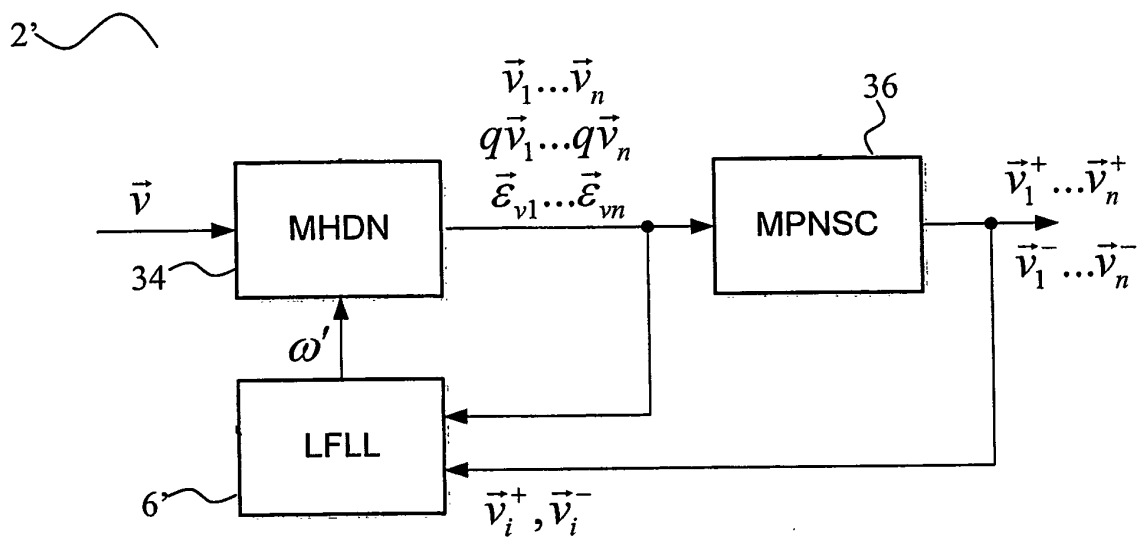 2'
v⃗₁...v⃗ₙ
qv⃗₁...qv⃗ₙ
ε⃗ᵥ₁...ε⃗ᵥₙ
36
v⃗
MHDN
MPNSC
v⃗₁⁺...v⃗ₙ⁺
v⃗₁⁻...v⃗ₙ⁻
34
ω'
LFLL
6'
v⃗ᵢ⁺, v⃗ᵢ⁻